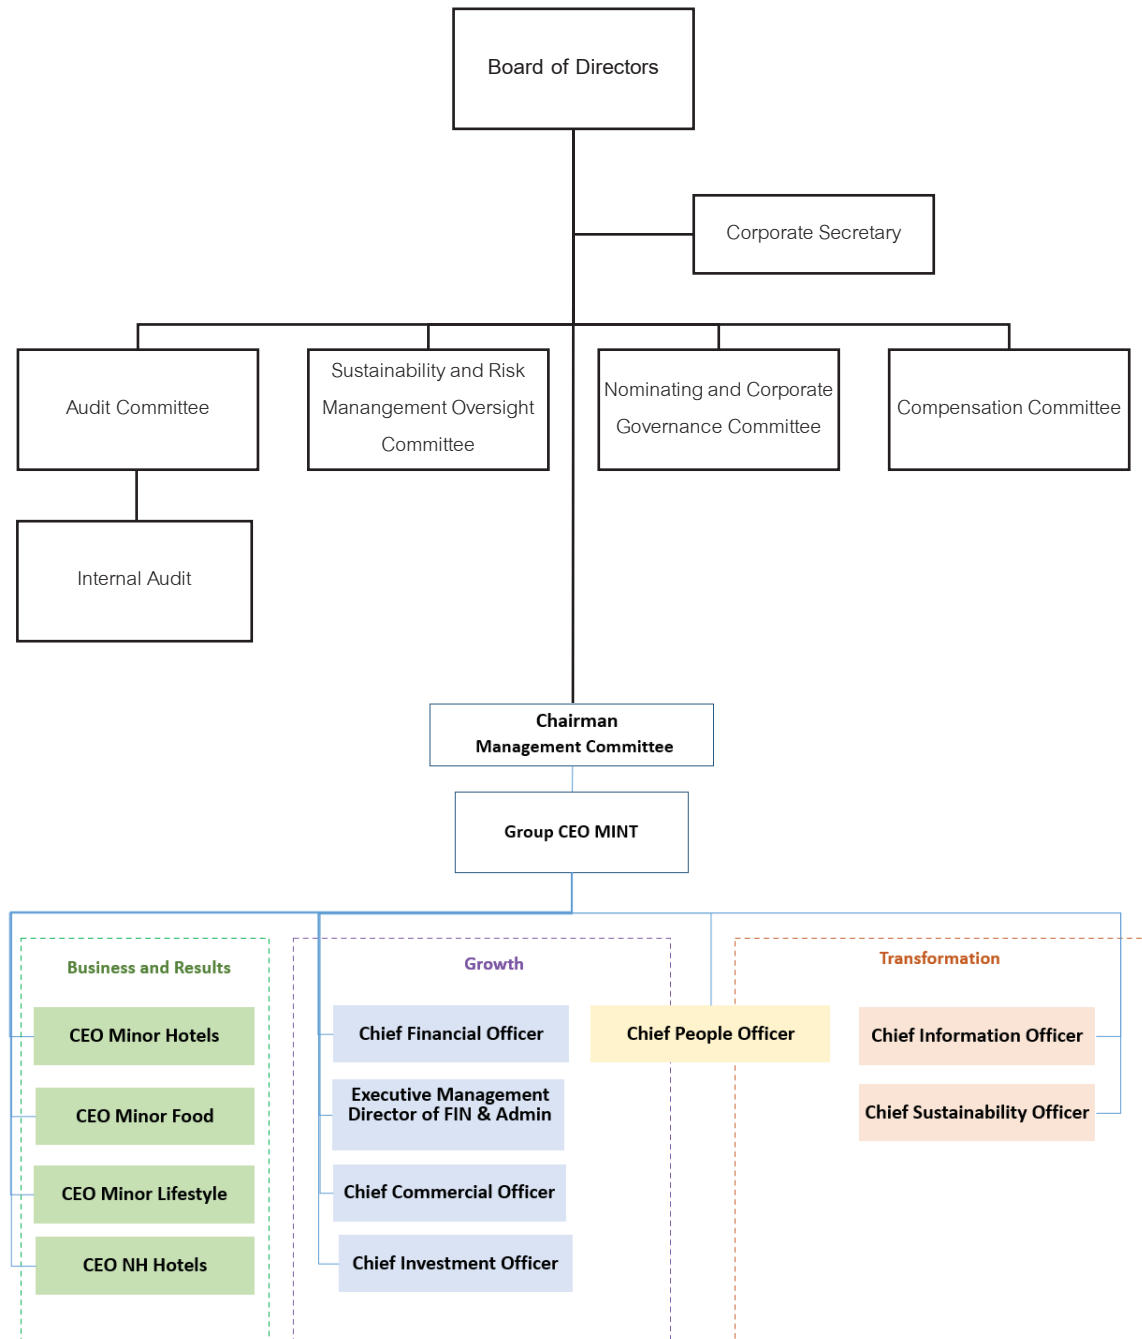 Board of Directors
Corporate Secretary
Audit Committee
Sustainability and Risk
Manangement Oversight
Committee
Nominating and Corporate
Governance Committee
Compensation Committee
Internal Audit
Chairman
Management Committee
Group CEO MINT
Business and Results
CEO Minor Hotels
CEO Minor Food
CEO Minor Lifestyle
CEO NH Hotels
Growth
Chief Financial Officer
Executive Management
Director of FIN & Admin
Chief Commercial Officer
Chief Investment Officer
Chief People Officer
Transformation
Chief Information Officer
Chief Sustainability Officer